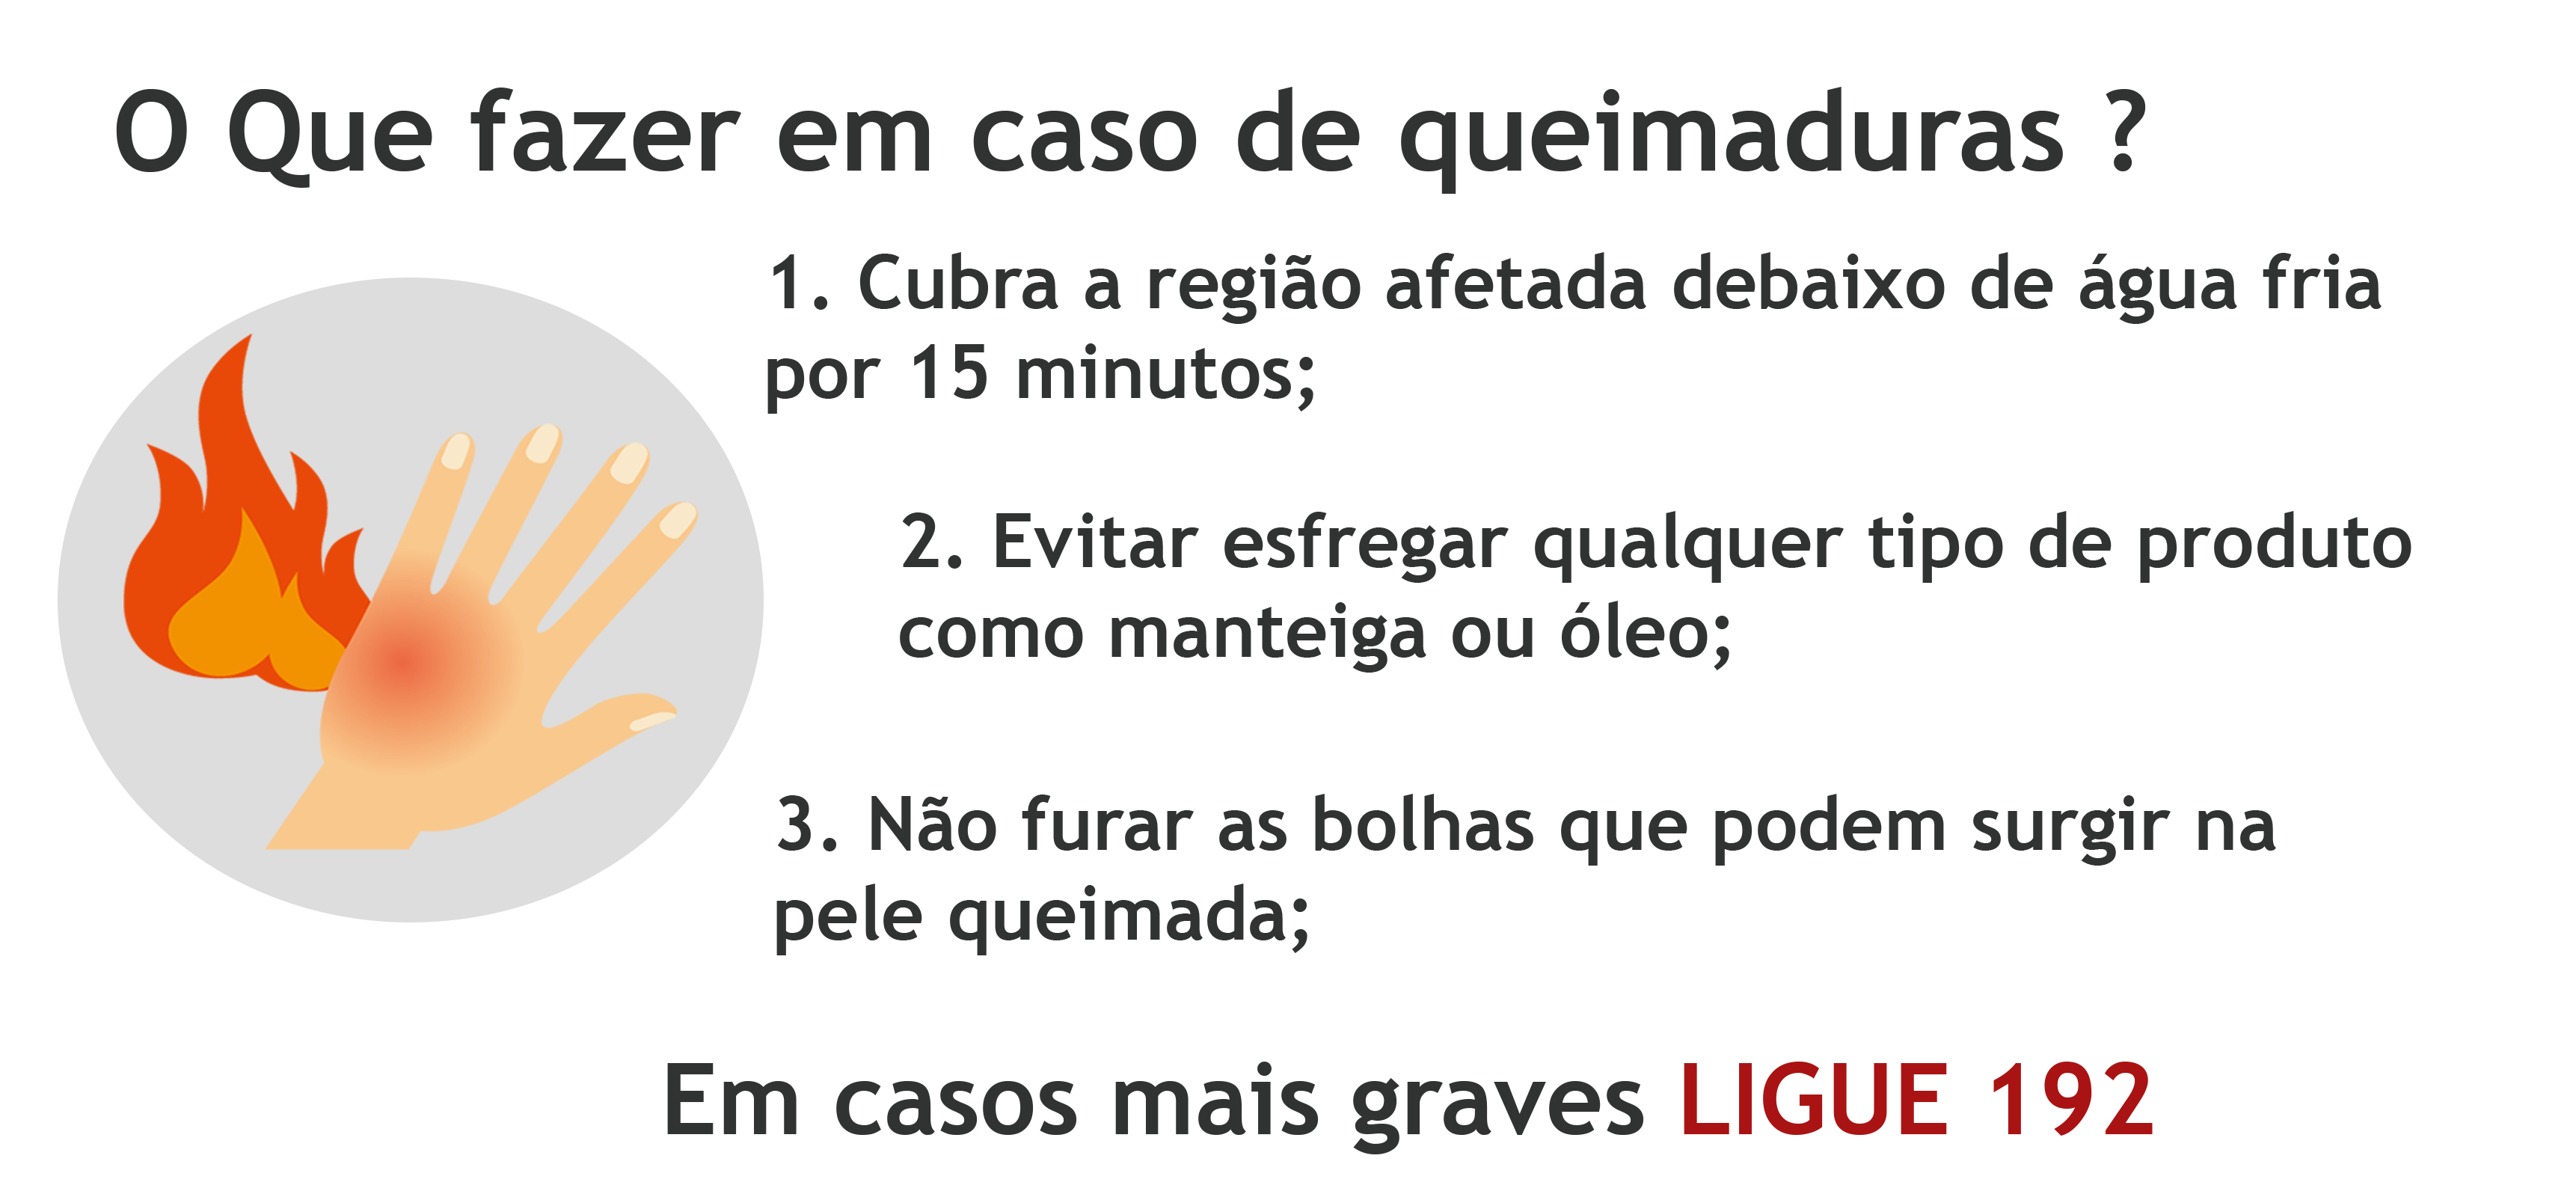 O Que fazer em caso de queimaduras ?
1. Cubra a região afetada debaixo de água fria
por 15 minutos;
2. Evitar esfregar qualquer tipo de produto
como manteiga ou óleo;
3. Não furar as bolhas que podem surgir na
pele queimada;
Em casos mais graves LIGUE 192